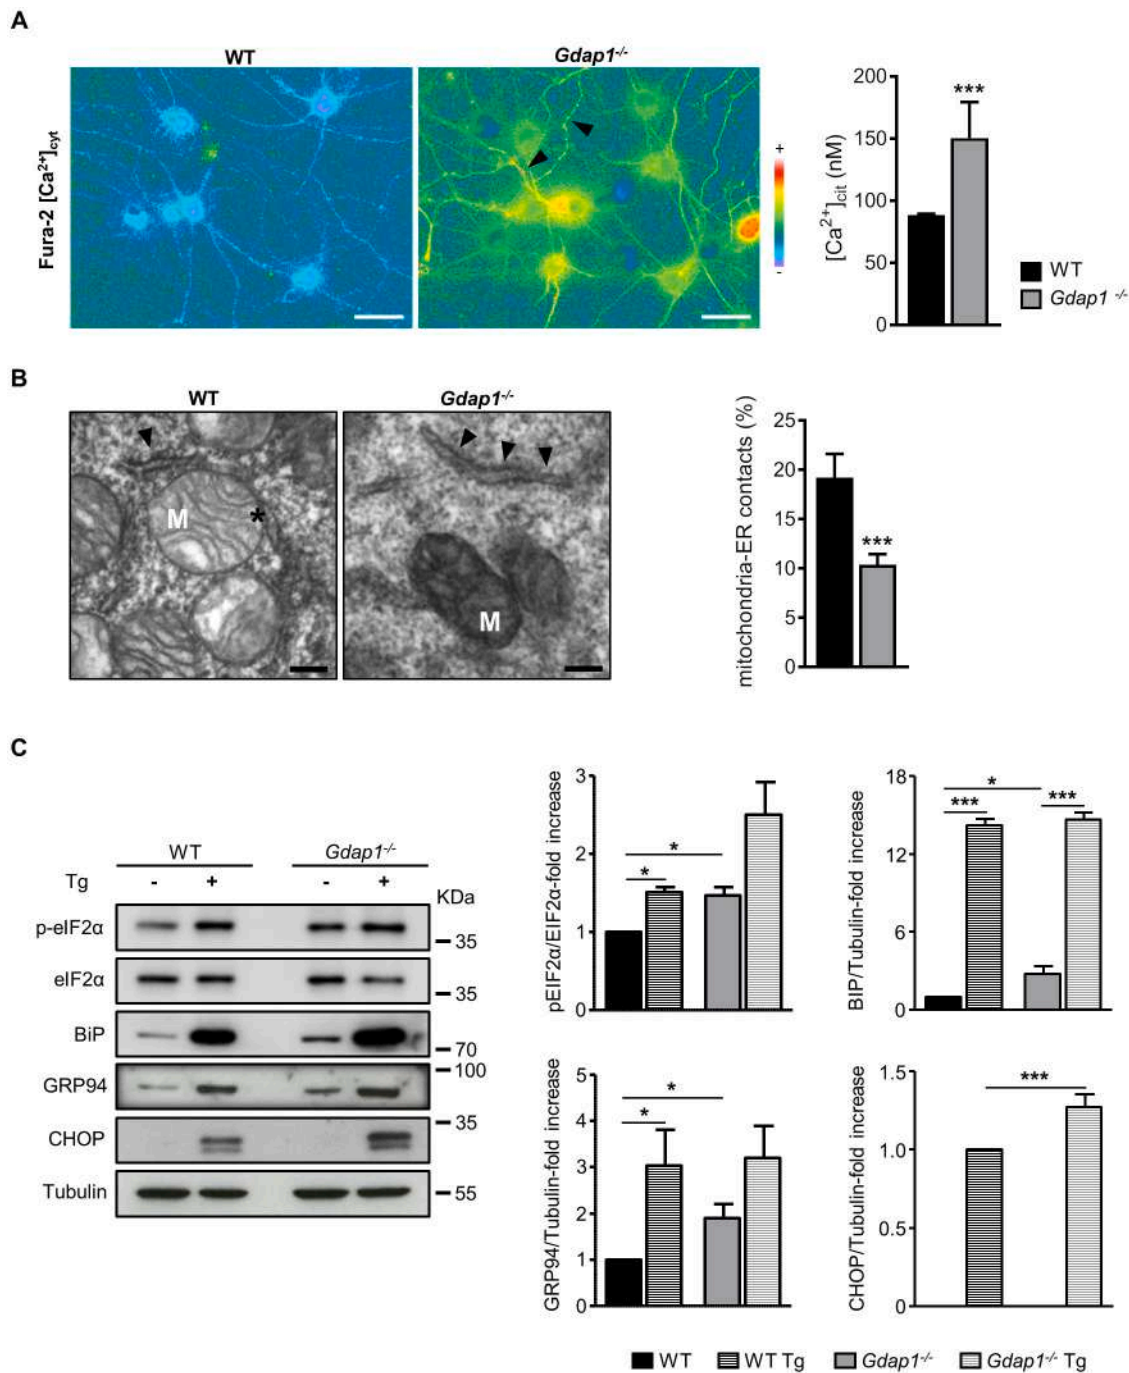 A
WT
Gdap1-/-
Fura-2 [Ca2+]cyt
+
-
[Ca2+]cit (nM)
200
150
100
50
0
***
WT
Gdap1 -/-
B
WT
Gdap1-/-
M
*
M
mitochondria-ER contacts (%)
25
20
15
10
5
0
***
C
WT
Gdap1-/-
Tg - + - +
KDa
p-eIF2α
35
eIF2α
35
BiP
70
GRP94
100
CHOP
35
Tubulin
55
pEIF2α/EIF2α-fold increase
3
2
1
0
*
*
BIP/Tubulin-fold increase
18
12
6
0
*
*** ***
GRP94/Tubulin-fold increase
5
4
3
2
1
0
*
*
CHOP/Tubulin-fold increase
1.5
1.0
0.5
0
***
WT WT Tg Gdap1-/- Gdap1-/- Tg